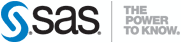 sas.
THE
POWER
TO KNOW.